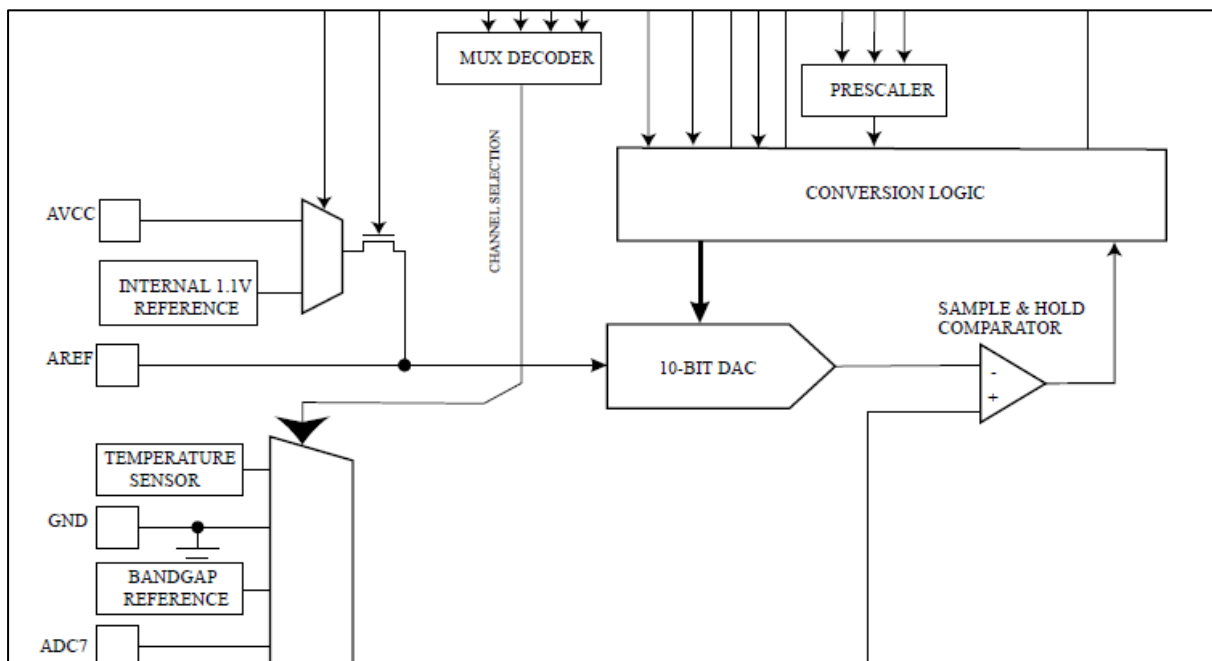 MUX DECODER
PRESCALER
CHANNEL SELECTION
CONVERSION LOGIC
AVCC
INTERNAL 1.1V
REFERENCE
SAMPLE & HOLD
COMPARATOR
AREF
10-BIT DAC
-
+
TEMPERATURE
SENSOR
GND
BANDGAP
REFERENCE
ADC7